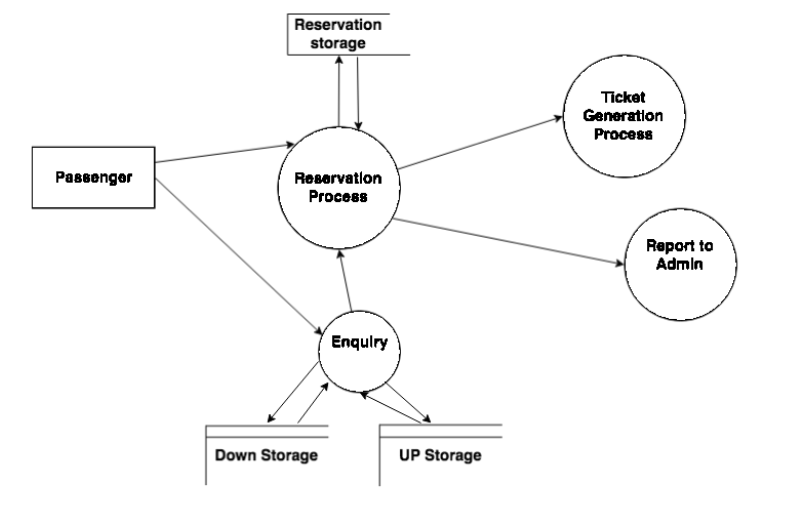 Reservation
storage
Ticket
Generation
Process
Passenger
Reservation
Process
Report to
Admin
Enquiry
Down Storage
UP Storage